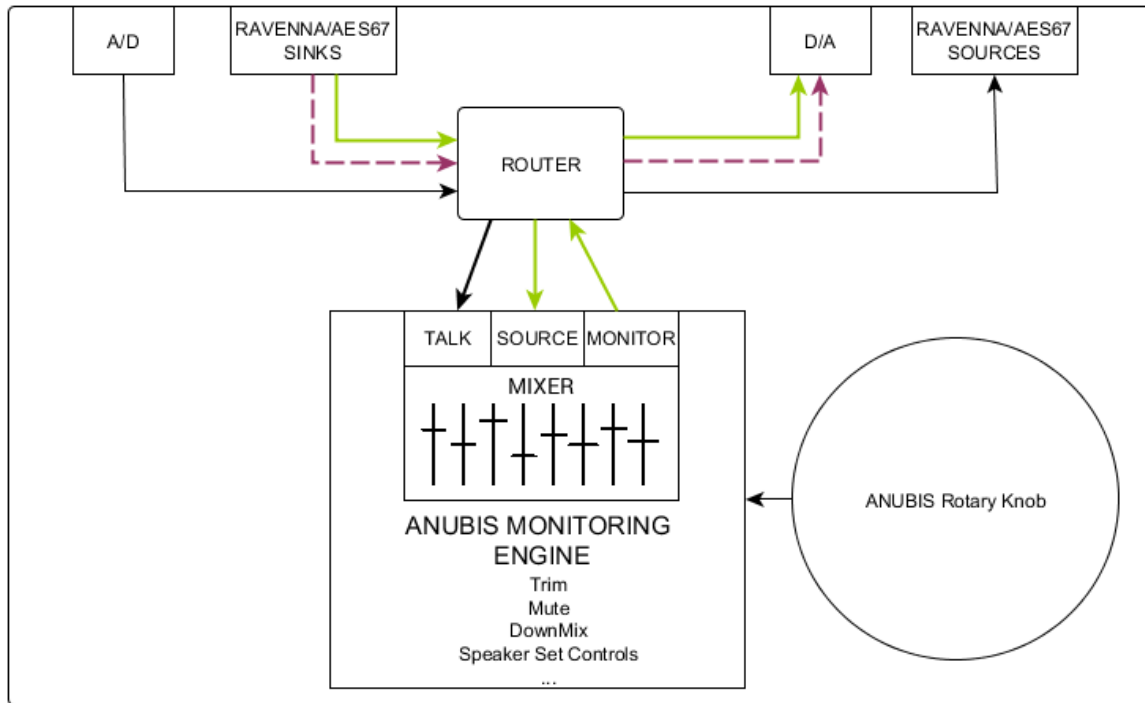 A/D
RAVENNA/AES67
SINKS
D/A
RAVENNA/AES67
SOURCES
ROUTER
TALK
SOURCE
MONITOR
MIXER
ANUBIS MONITORING
ENGINE
Trim
Mute
DownMix
Speaker Set Controls
...
ANUBIS Rotary Knob